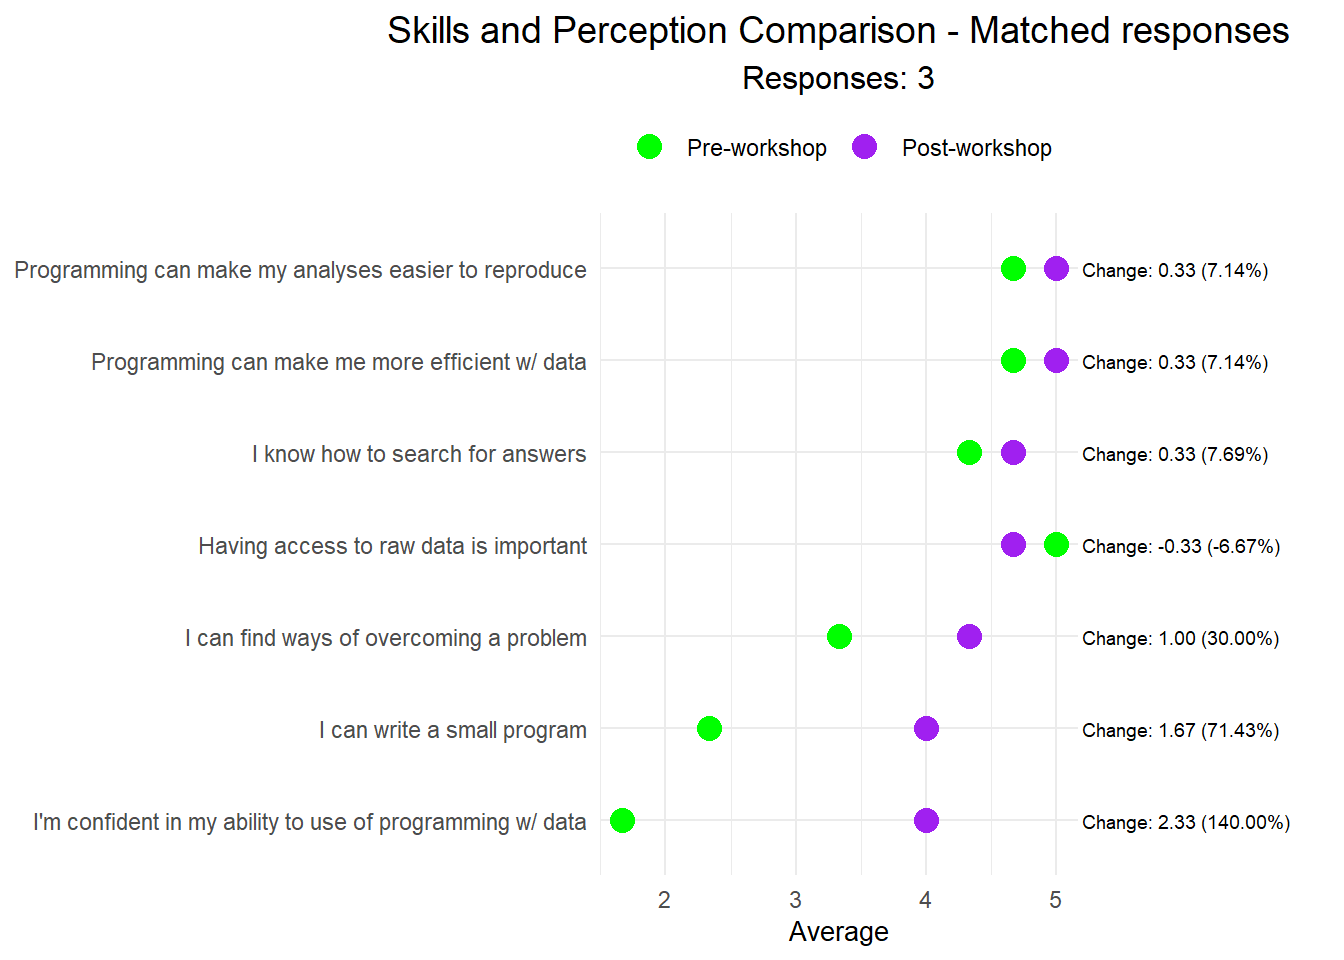 Skills and Perception Comparison - Matched responses
Responses: 3
Pre-workshop Post-workshop
Programming can make my analyses easier to reproduce Change: 0.33 (7.14%)
Programming can make me more efficient w/ data Change: 0.33 (7.14%)
I know how to search for answers Change: 0.33 (7.69%)
Having access to raw data is important Change: -0.33 (-6.67%)
I can find ways of overcoming a problem Change: 1.00 (30.00%)
I can write a small program Change: 1.67 (71.43%)
I'm confident in my ability to use of programming w/ data Change: 2.33 (140.00%)
2 3 4 5
Average